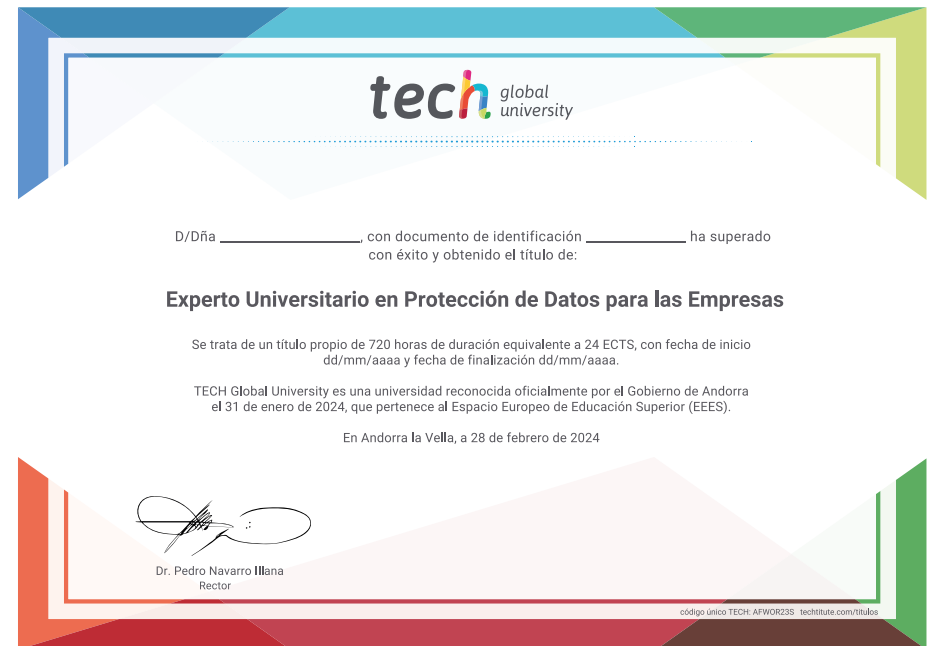 tech global
university
D/Dña ______________, con documento de identificación __________ ha superado
con éxito y obtenido el título de:
Experto Universitario en Protección de Datos para las Empresas
Se trata de un título propio de 720 horas de duración equivalente a 24 ECTS, con fecha de inicio
dd/mm/aaaa y fecha de finalización dd/mm/aaaa.
TECH Global University es una universidad reconocida oficialmente por el Gobierno de Andorra
el 31 de enero de 2024, que pertenece al Espacio Europeo de Educación Superior (EEES).
En Andorra la Vella, a 28 de febrero de 2024
Dr. Pedro Navarro Illana
Rector
código único TECH: AFWOR23S techtitute.com/titulos